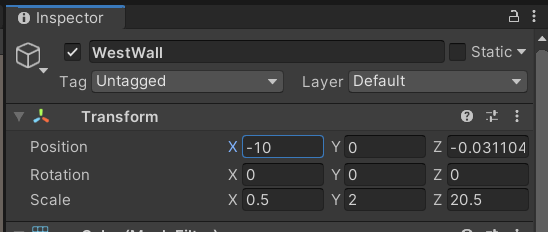 Inspector
WestWall Static
Tag Untagged Layer Default
Transform
Position X -10 Y 0 Z -0.031104
Rotation X 0 Y 0 Z 0
Scale X 0.5 Y 2 Z 20.5